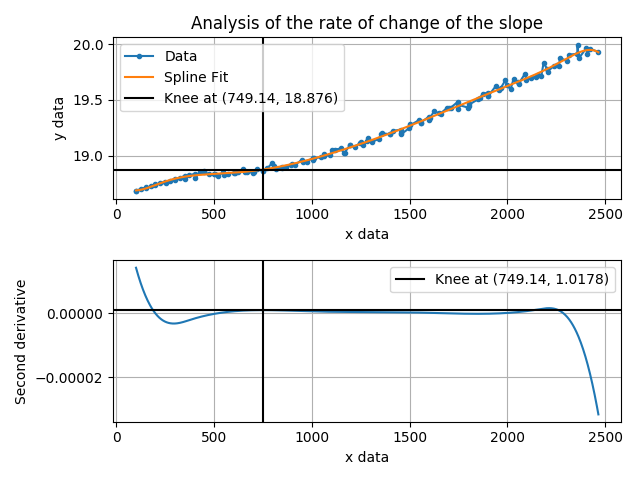 Analysis of the rate of change of the slope
20.0
19.5
19.0
y data
Data
Spline Fit
Knee at (749.14, 18.876)
0 500 1000 1500 2000 2500
x data
Second derivative
0.00000
−0.00002
Knee at (749.14, 1.0178)
0 500 1000 1500 2000 2500
x data